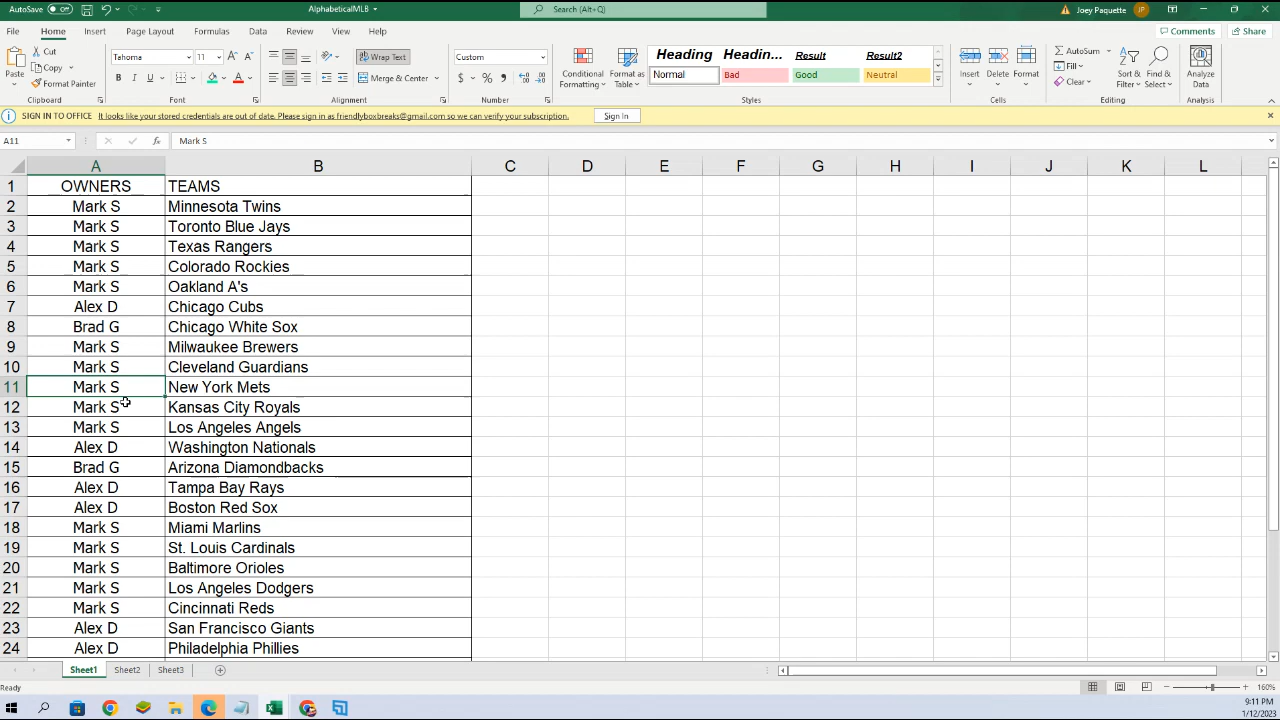 AutoSave Off AlphabeticalMLB Search (Alt+Q) Joey Paquette JP
File Home Insert Page Layout Formulas Data Review View Help Comments Share
Paste Cut Copy Format Painter Clipboard
Tahoma 11 B I U A A Font
Wrap Text Merge & Center Alignment
Custom $ % Number
Conditional Formatting Format as Table
Heading Headin... Result Result2
Normal Bad Good Neutral
Styles
Insert Delete Format Cells
AutoSum Fill Clear Sort & Filter Find & Select Editing
Analyze Data Analysis
SIGN IN TO OFFICE It looks like your stored credentials are out of date. Please sign in as friendlyboxbreaks@gmail.com so we can verify your subscription. Sign In
A11 fx Mark S
A B C D E F G H I J K L
1 OWNERS TEAMS
2 Mark S Minnesota Twins
3 Mark S Toronto Blue Jays
4 Mark S Texas Rangers
5 Mark S Colorado Rockies
6 Mark S Oakland A's
7 Alex D Chicago Cubs
8 Brad G Chicago White Sox
9 Mark S Milwaukee Brewers
10 Mark S Cleveland Guardians
11 Mark S New York Mets
12 Mark S Kansas City Royals
13 Mark S Los Angeles Angels
14 Alex D Washington Nationals
15 Brad G Arizona Diamondbacks
16 Alex D Tampa Bay Rays
17 Alex D Boston Red Sox
18 Mark S Miami Marlins
19 Mark S St. Louis Cardinals
20 Mark S Baltimore Orioles
21 Mark S Los Angeles Dodgers
22 Mark S Cincinnati Reds
23 Alex D San Francisco Giants
24 Alex D Philadelphia Phillies
Sheet1 Sheet2 Sheet3
Ready 160%
9:11 PM
1/12/2023